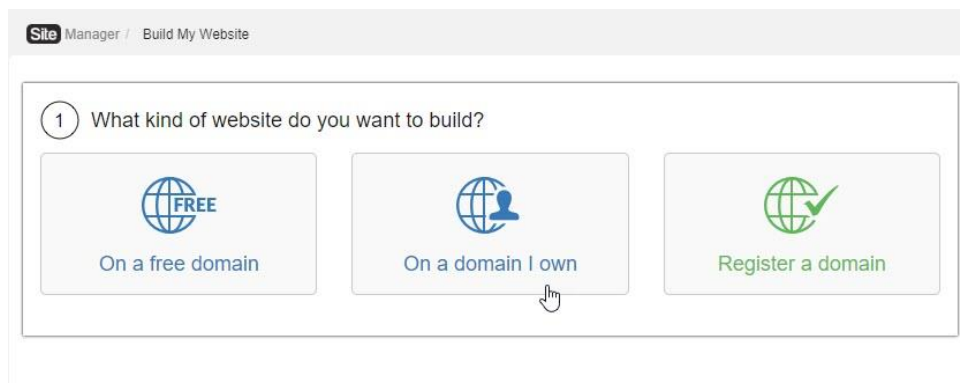 Site Manager / Build My Website
1 What kind of website do you want to build?
FREE
On a free domain
On a domain I own
Register a domain